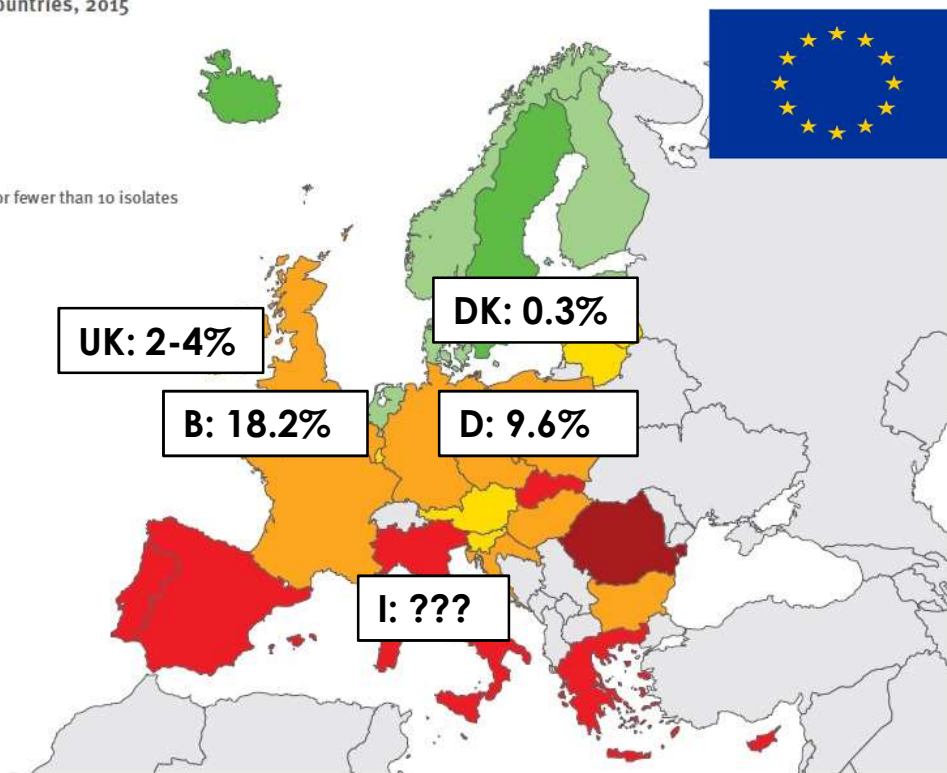 ountries, 2015
or fewer than 10 isolates
DK: 0.3%
UK: 2-4%
B: 18.2%
D: 9.6%
I: ???